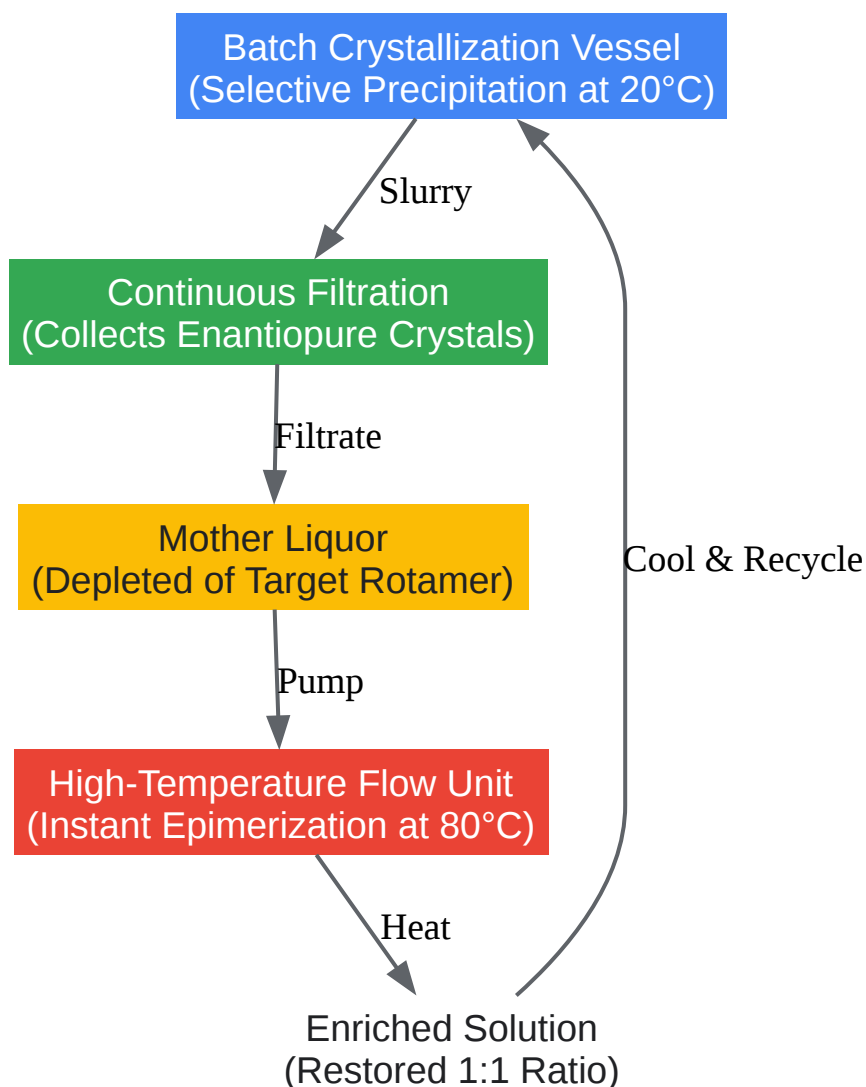 Batch Crystallization Vessel
(Selective Precipitation at 20°C)
Slurry
Continuous Filtration
(Collects Enantiopure Crystals)
Filtrate
Mother Liquor
(Depleted of Target Rotamer)
Cool & Recycle
Pump
High-Temperature Flow Unit
(Instant Epimerization at 80°C)
Heat
Enriched Solution
(Restored 1:1 Ratio)